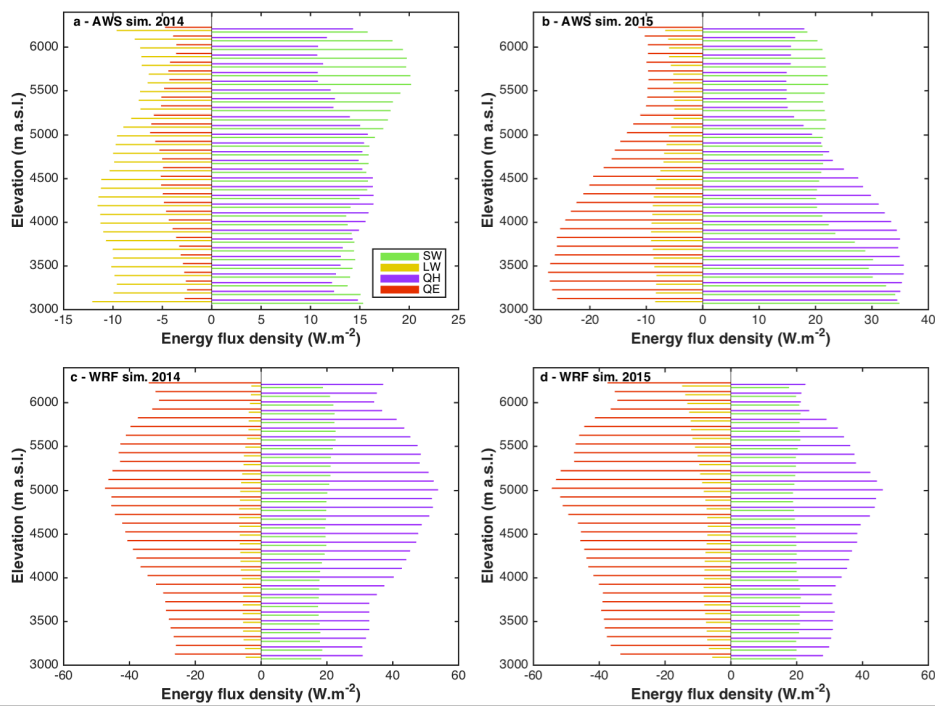 a - AWS sim. 2014
6000
5500
5000
4500
4000
3500
3000
-15 -10 -5 0 5 10 15 20 25
Elevation (m a.s.l.)
Energy flux density (W.m⁻²)
SW
LW
QH
QE
b - AWS sim. 2015
6000
5500
5000
4500
4000
3500
3000
-30 -20 -10 0 10 20 30 40
Elevation (m a.s.l.)
Energy flux density (W.m⁻²)
c - WRF sim. 2014
6000
5500
5000
4500
4000
3500
3000
-60 -40 -20 0 20 40 60
Elevation (m a.s.l.)
Energy flux density (W.m⁻²)
d - WRF sim. 2015
6000
5500
5000
4500
4000
3500
3000
-60 -40 -20 0 20 40 60
Elevation (m a.s.l.)
Energy flux density (W.m⁻²)